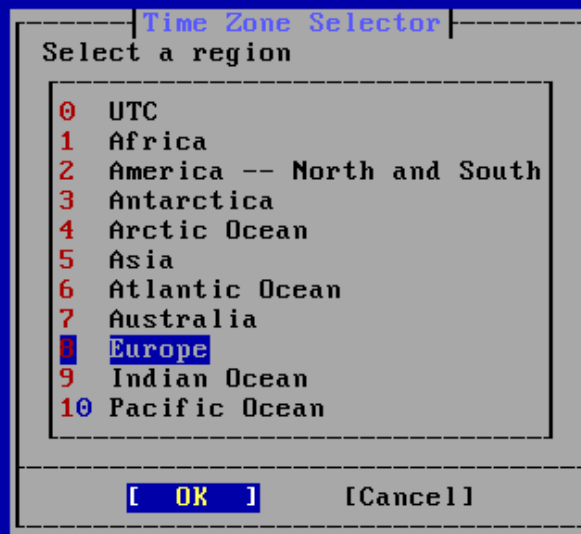 Time Zone Selector
Select a region
0 UTC
1 Africa
2 America -- North and South
3 Antarctica
4 Arctic Ocean
5 Asia
6 Atlantic Ocean
7 Australia
8 Europe
9 Indian Ocean
10 Pacific Ocean
[ OK ] [Cancel]